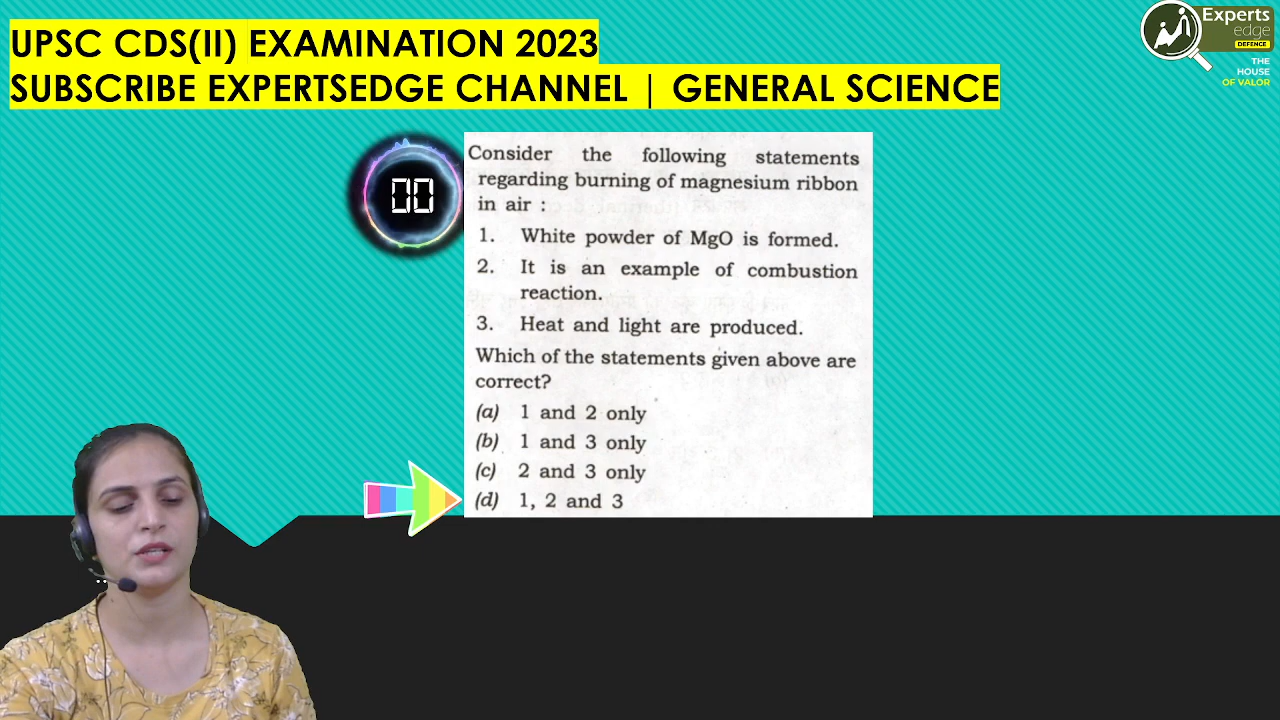 UPSC CDS(II) EXAMINATION 2023
SUBSCRIBE EXPERTSEDGE CHANNEL | GENERAL SCIENCE
Experts
edge
DEFENCE
THE
HOUSE
OF VALOR
00
Consider the following statements
regarding burning of magnesium ribbon
in air :
1. White powder of MgO is formed.
2. It is an example of combustion
reaction.
3. Heat and light are produced.
Which of the statements given above are
correct?
(a) 1 and 2 only
(b) 1 and 3 only
(c) 2 and 3 only
(d) 1, 2 and 3